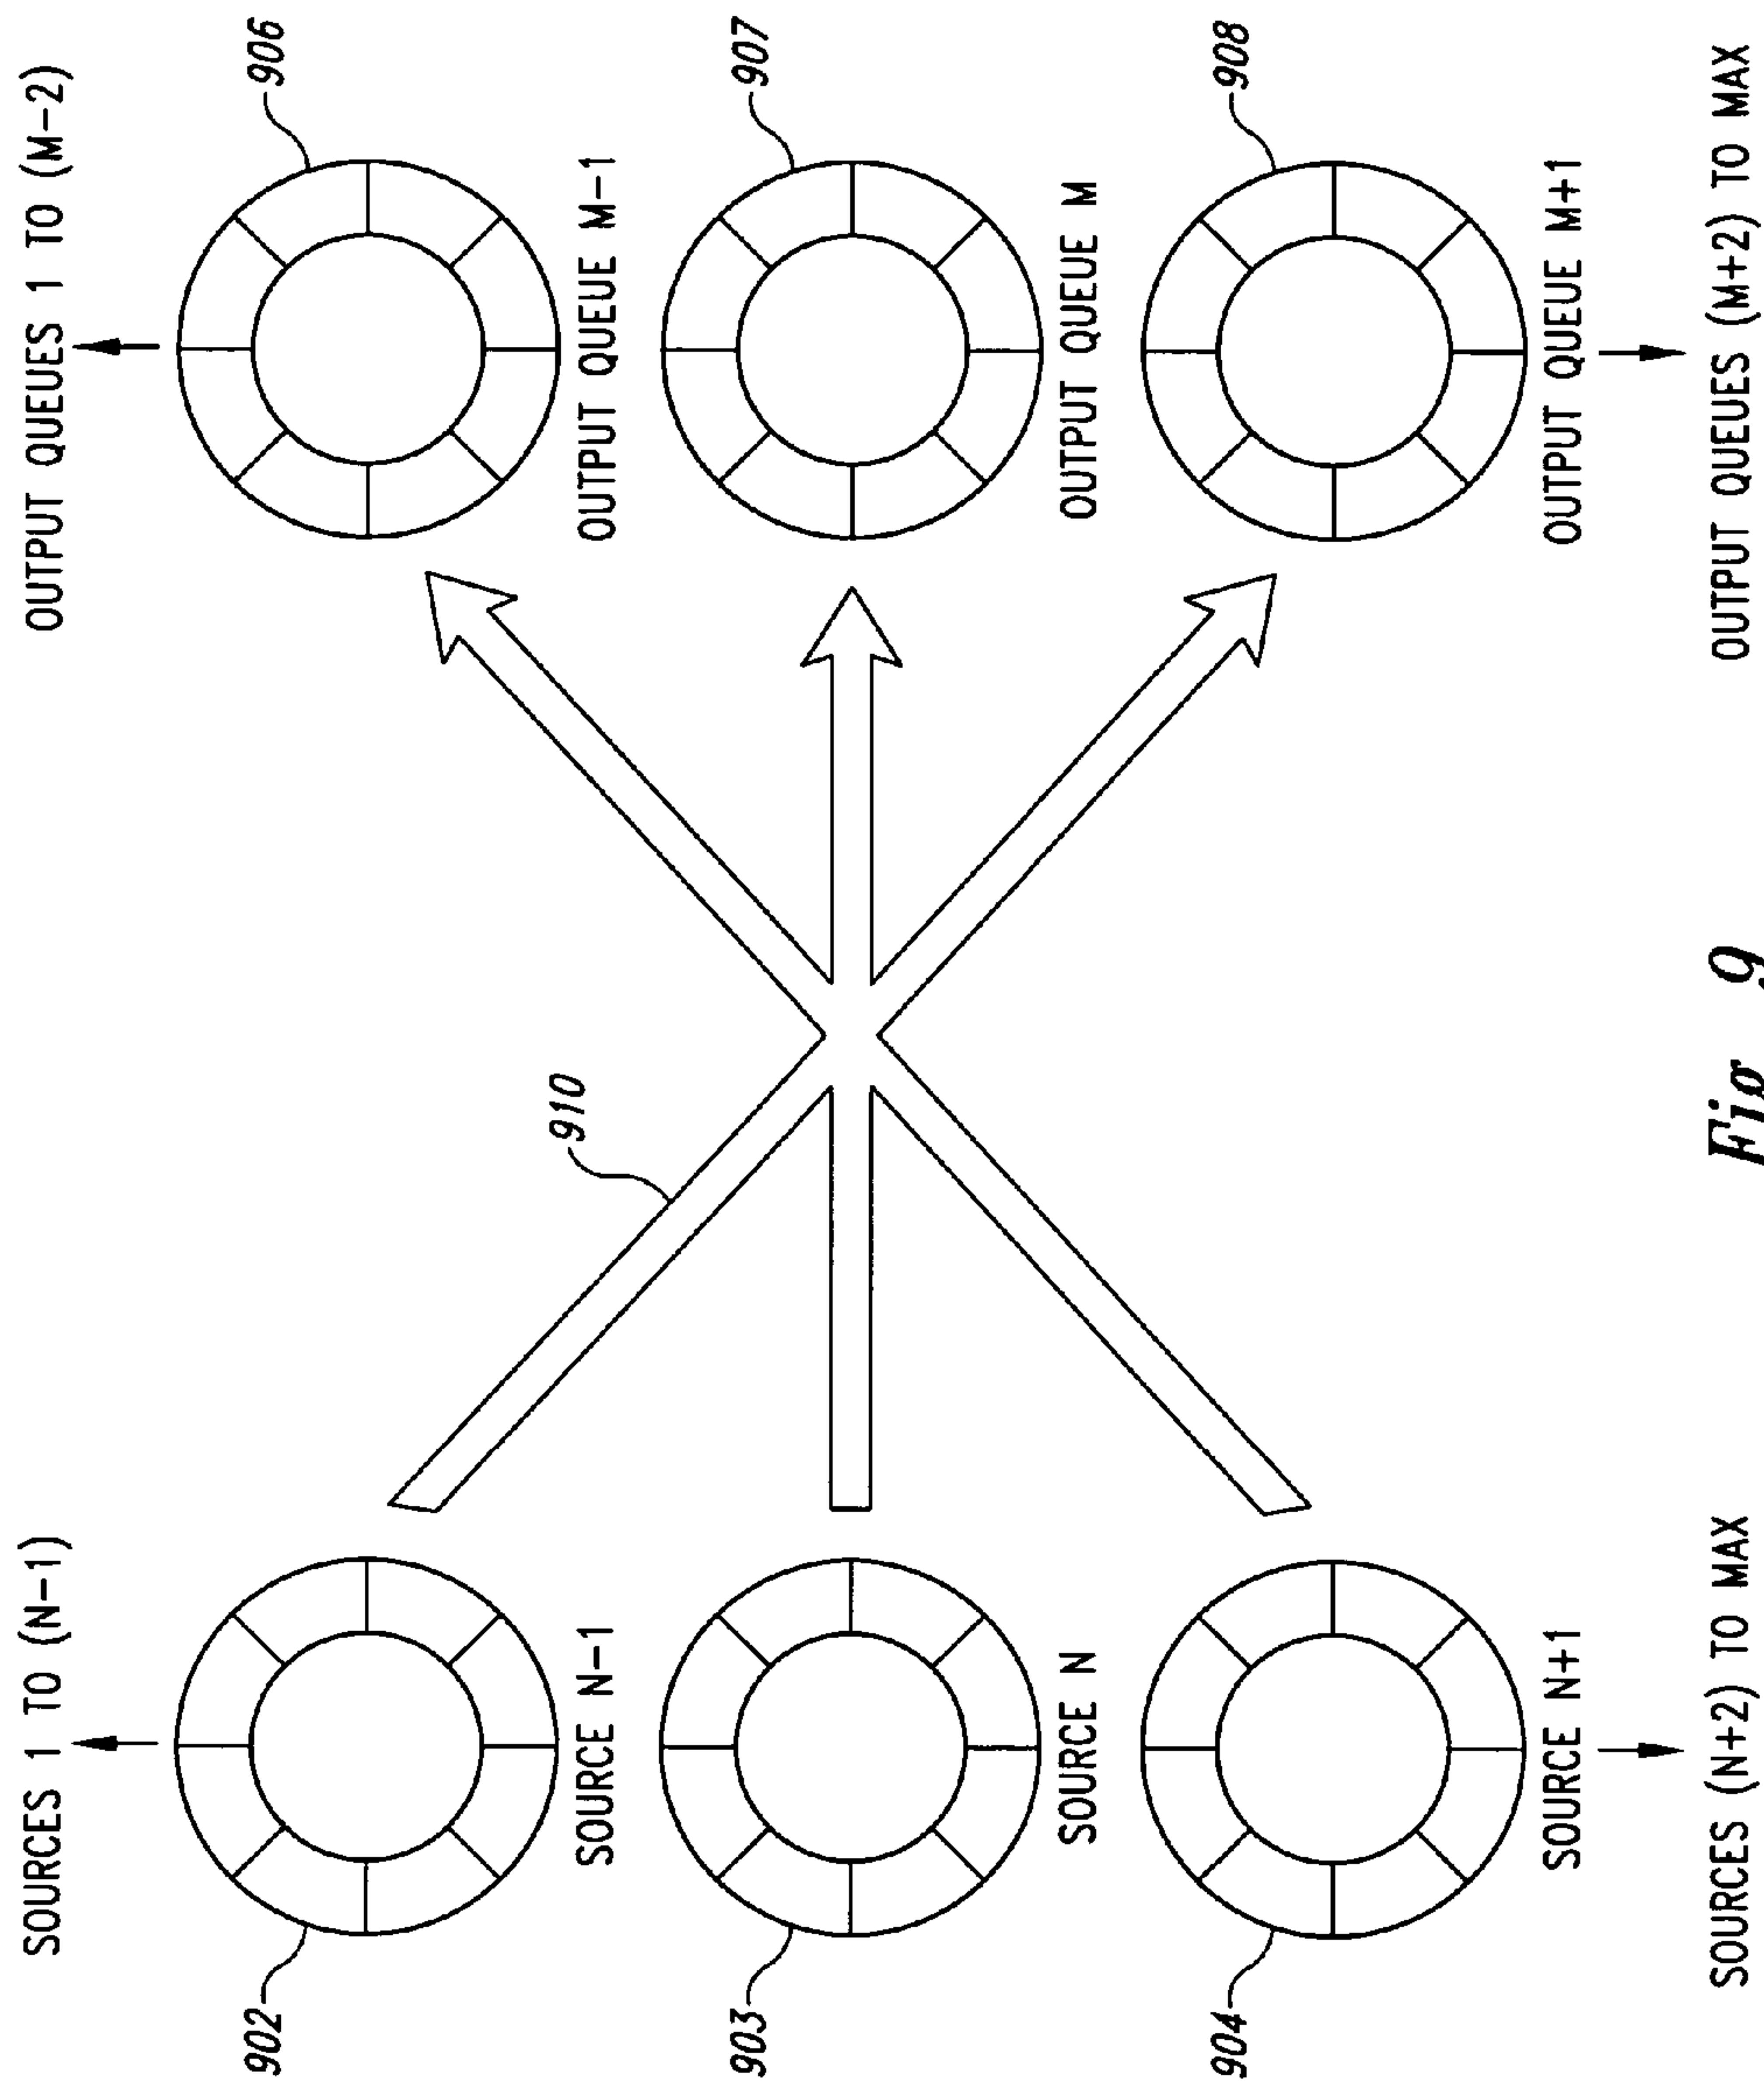 SOURCES 1 TO (N-1)
OUTPUT QUEUES 1 TO (M-2)
902
906
SOURCE N-1
OUTPUT QUEUE M-1
910
903
907
SOURCE N
OUTPUT QUEUE M
904
908
SOURCE N+1
OUTPUT QUEUE M+1
SOURCES (N+2) TO MAX
OUTPUT QUEUES (M+2) TO MAX
Fig. 9